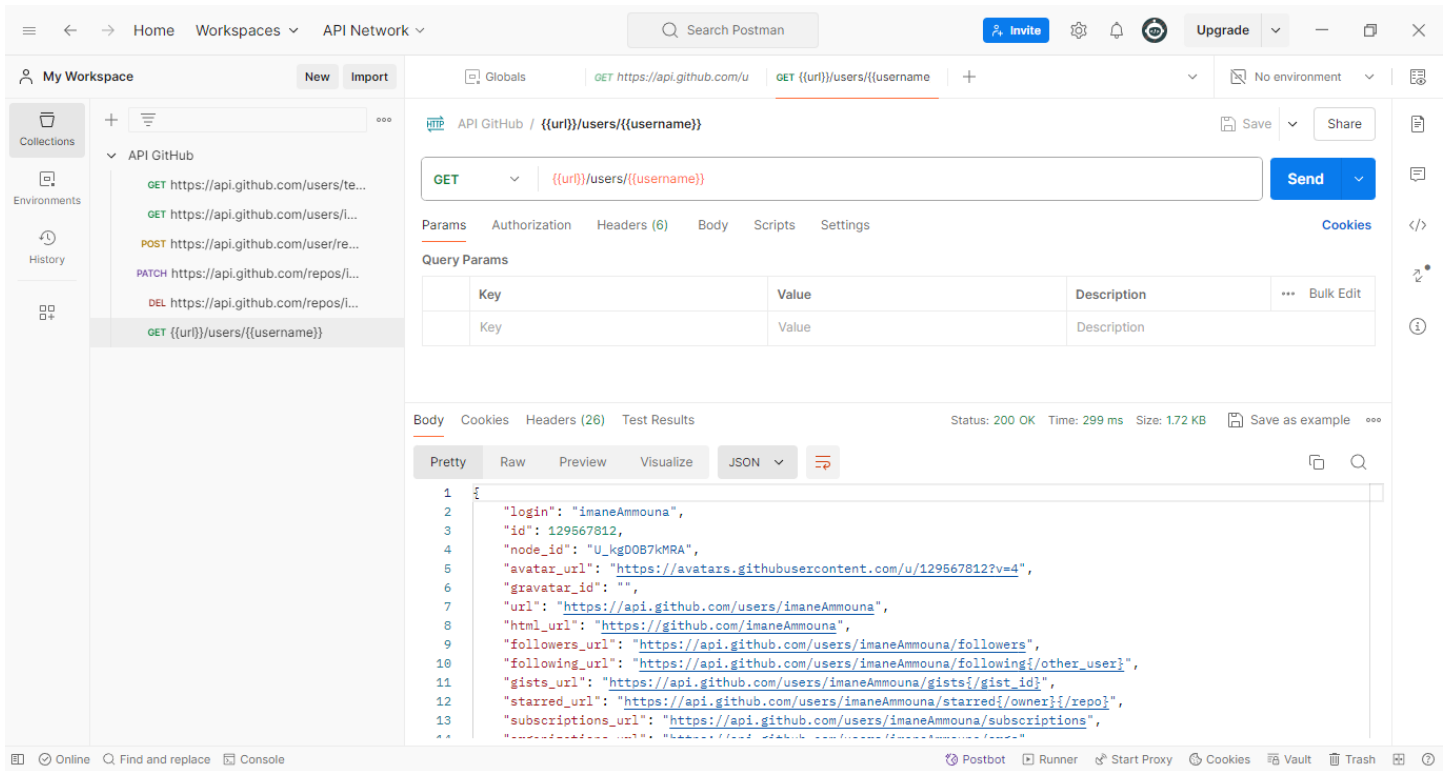 Home Workspaces API Network Search Postman Invite Upgrade
My Workspace New Import Globals GET https://api.github.com/u GET {{url}}/users/{{username No environment
Collections
Environments
History
API GitHub
GET https://api.github.com/users/te...
GET https://api.github.com/users/i...
POST https://api.github.com/user/re...
PATCH https://api.github.com/repos/i...
DEL https://api.github.com/repos/i...
GET {{url}}/users/{{username}}
HTTP API GitHub / {{url}}/users/{{username}} Save Share
GET {{url}}/users/{{username}} Send
Params Authorization Headers (6) Body Scripts Settings Cookies
Query Params
Key Value Description ••• Bulk Edit
Key Value Description
Body Cookies Headers (26) Test Results Status: 200 OK Time: 299 ms Size: 1.72 KB Save as example
Pretty Raw Preview Visualize JSON
1 {
2 "login": "imaneAmmouna",
3 "id": 129567812,
4 "node_id": "U_kgDOB7kMRA",
5 "avatar_url": "https://avatars.githubusercontent.com/u/129567812?v=4",
6 "gravatar_id": "",
7 "url": "https://api.github.com/users/imaneAmmouna",
8 "html_url": "https://github.com/imaneAmmouna",
9 "followers_url": "https://api.github.com/users/imaneAmmouna/followers",
10 "following_url": "https://api.github.com/users/imaneAmmouna/following{/other_user}",
11 "gists_url": "https://api.github.com/users/imaneAmmouna/gists{/gist_id}",
12 "starred_url": "https://api.github.com/users/imaneAmmouna/starred{/owner}{/repo}",
13 "subscriptions_url": "https://api.github.com/users/imaneAmmouna/subscriptions",
Online Find and replace Console Postbot Runner Start Proxy Cookies Vault Trash